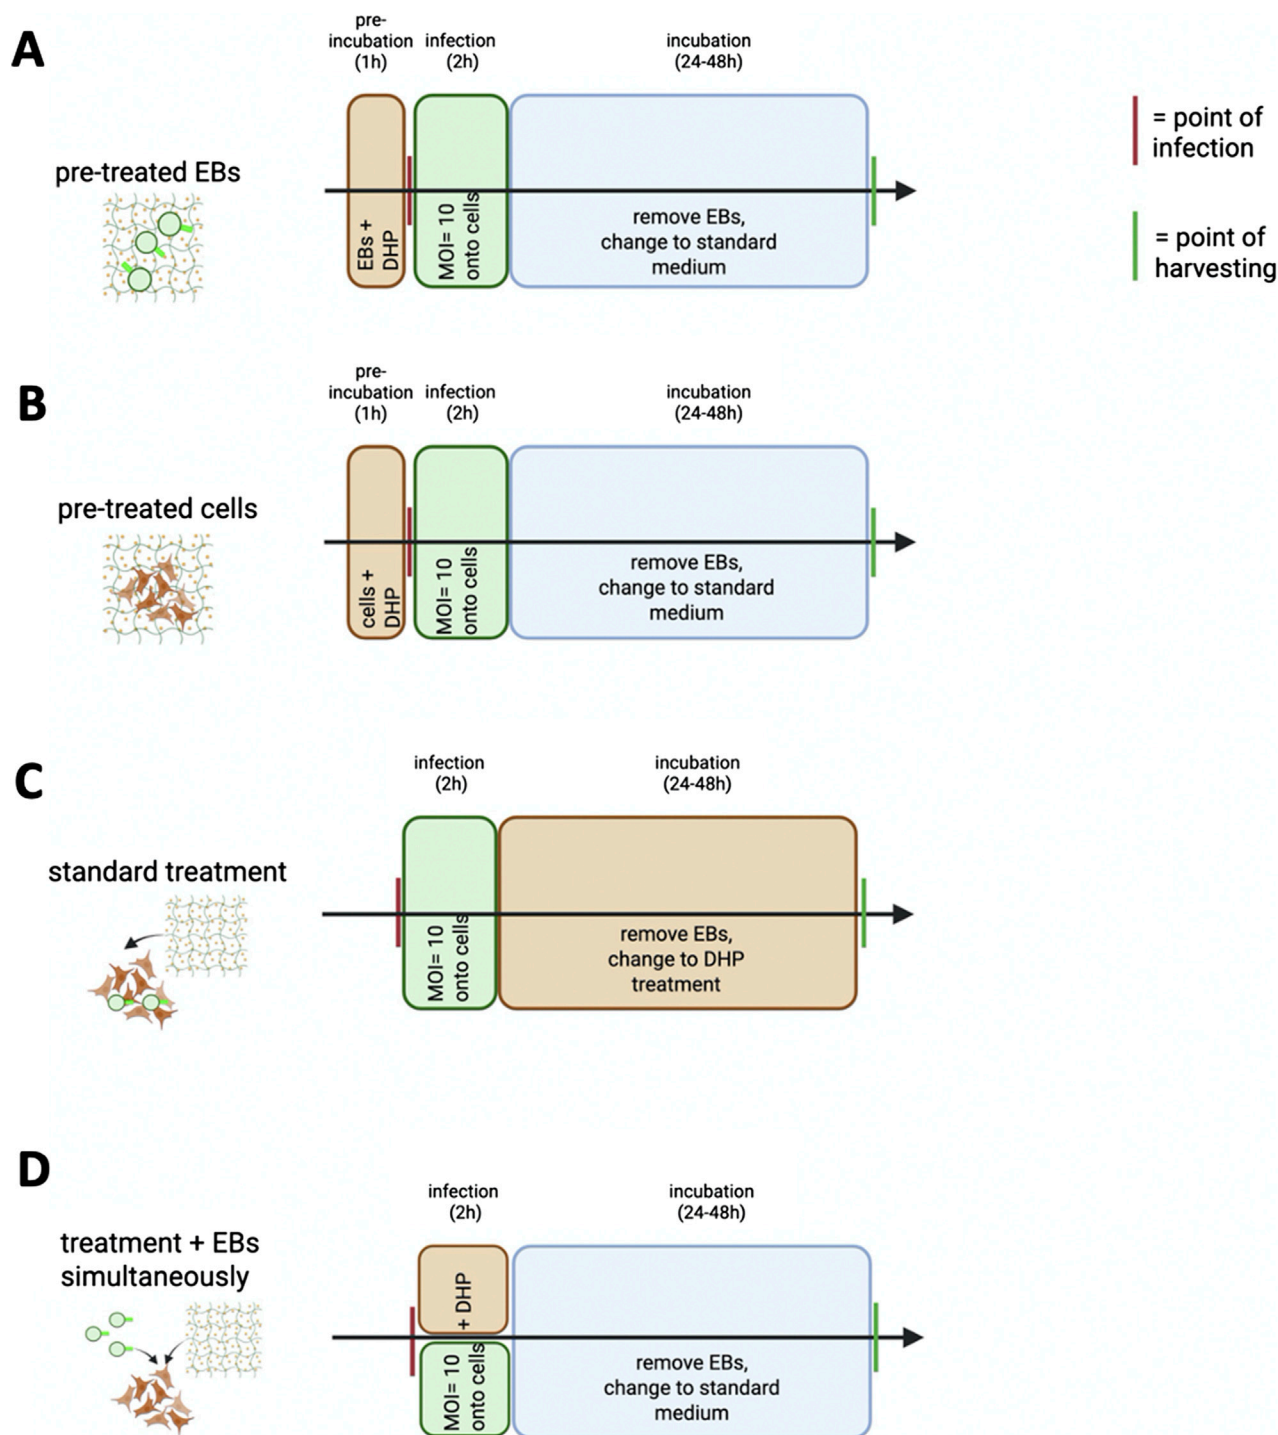 A
pre-
incubation
(1h)
infection
(2h)
incubation
(24-48h)
pre-treated EBs
EBs +
DHP
MOI= 10
onto cells
remove EBs,
change to standard
medium
= point of
infection
= point of
harvesting
B
pre-
incubation
(1h)
infection
(2h)
incubation
(24-48h)
pre-treated cells
cells +
DHP
MOI= 10
onto cells
remove EBs,
change to standard
medium
C
infection
(2h)
incubation
(24-48h)
standard treatment
MOI= 10
onto cells
remove EBs,
change to DHP
treatment
D
infection
(2h)
incubation
(24-48h)
treatment + EBs
simultaneously
+ DHP
MOI= 10
onto cells
remove EBs,
change to standard
medium